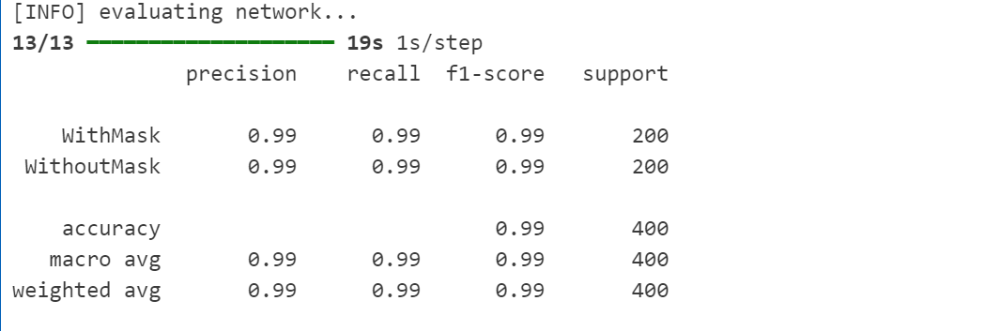 [INFO] evaluating network...
13/13 ━━━━━━━━━━━━━━━━━━━━ 19s 1s/step
precision recall f1-score support
WithMask 0.99 0.99 0.99 200
WithoutMask 0.99 0.99 0.99 200
accuracy 0.99 400
macro avg 0.99 0.99 0.99 400
weighted avg 0.99 0.99 0.99 400